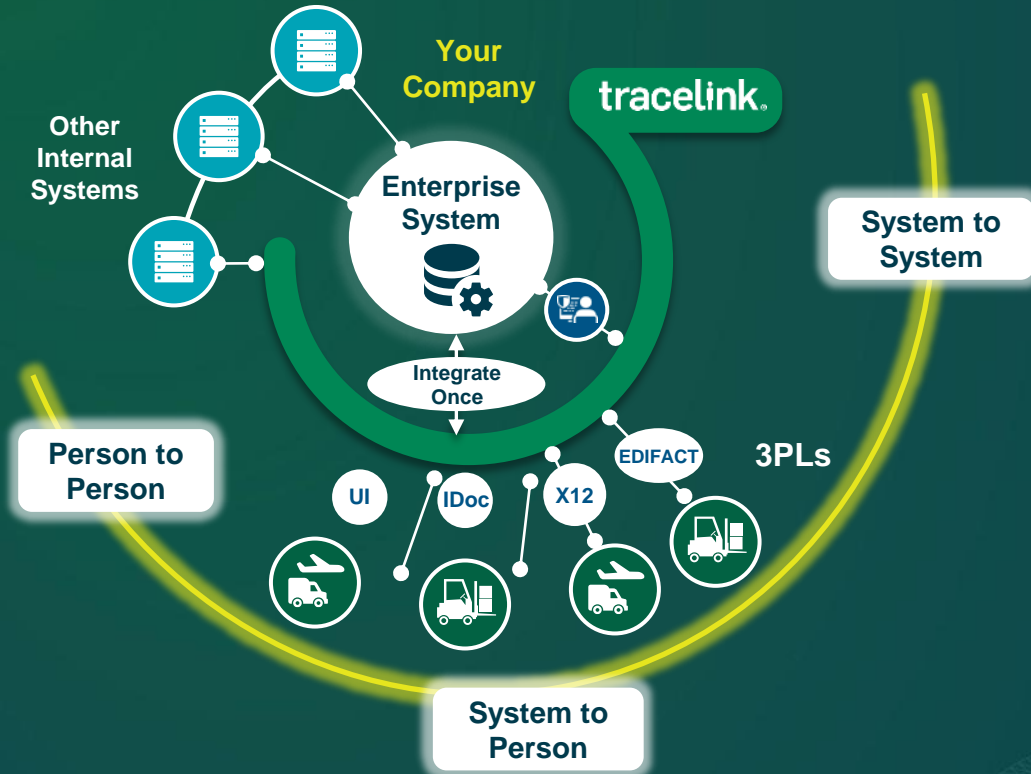 Your
Company
tracelink.
Other
Internal
Systems
Enterprise
System
System to
System
Integrate
Once
Person to
Person
EDIFACT
3PLs
UI
IDoc
X12
System to
Person